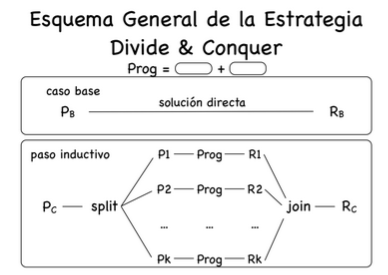 Esquema General de la Estrategia
Divide & Conquer
Prog = +
caso base
PB solución directa RB
paso inductivo
P1 Prog R1
P2 Prog R2
Pc split join Rc
... ... ...
Pk Prog Rk